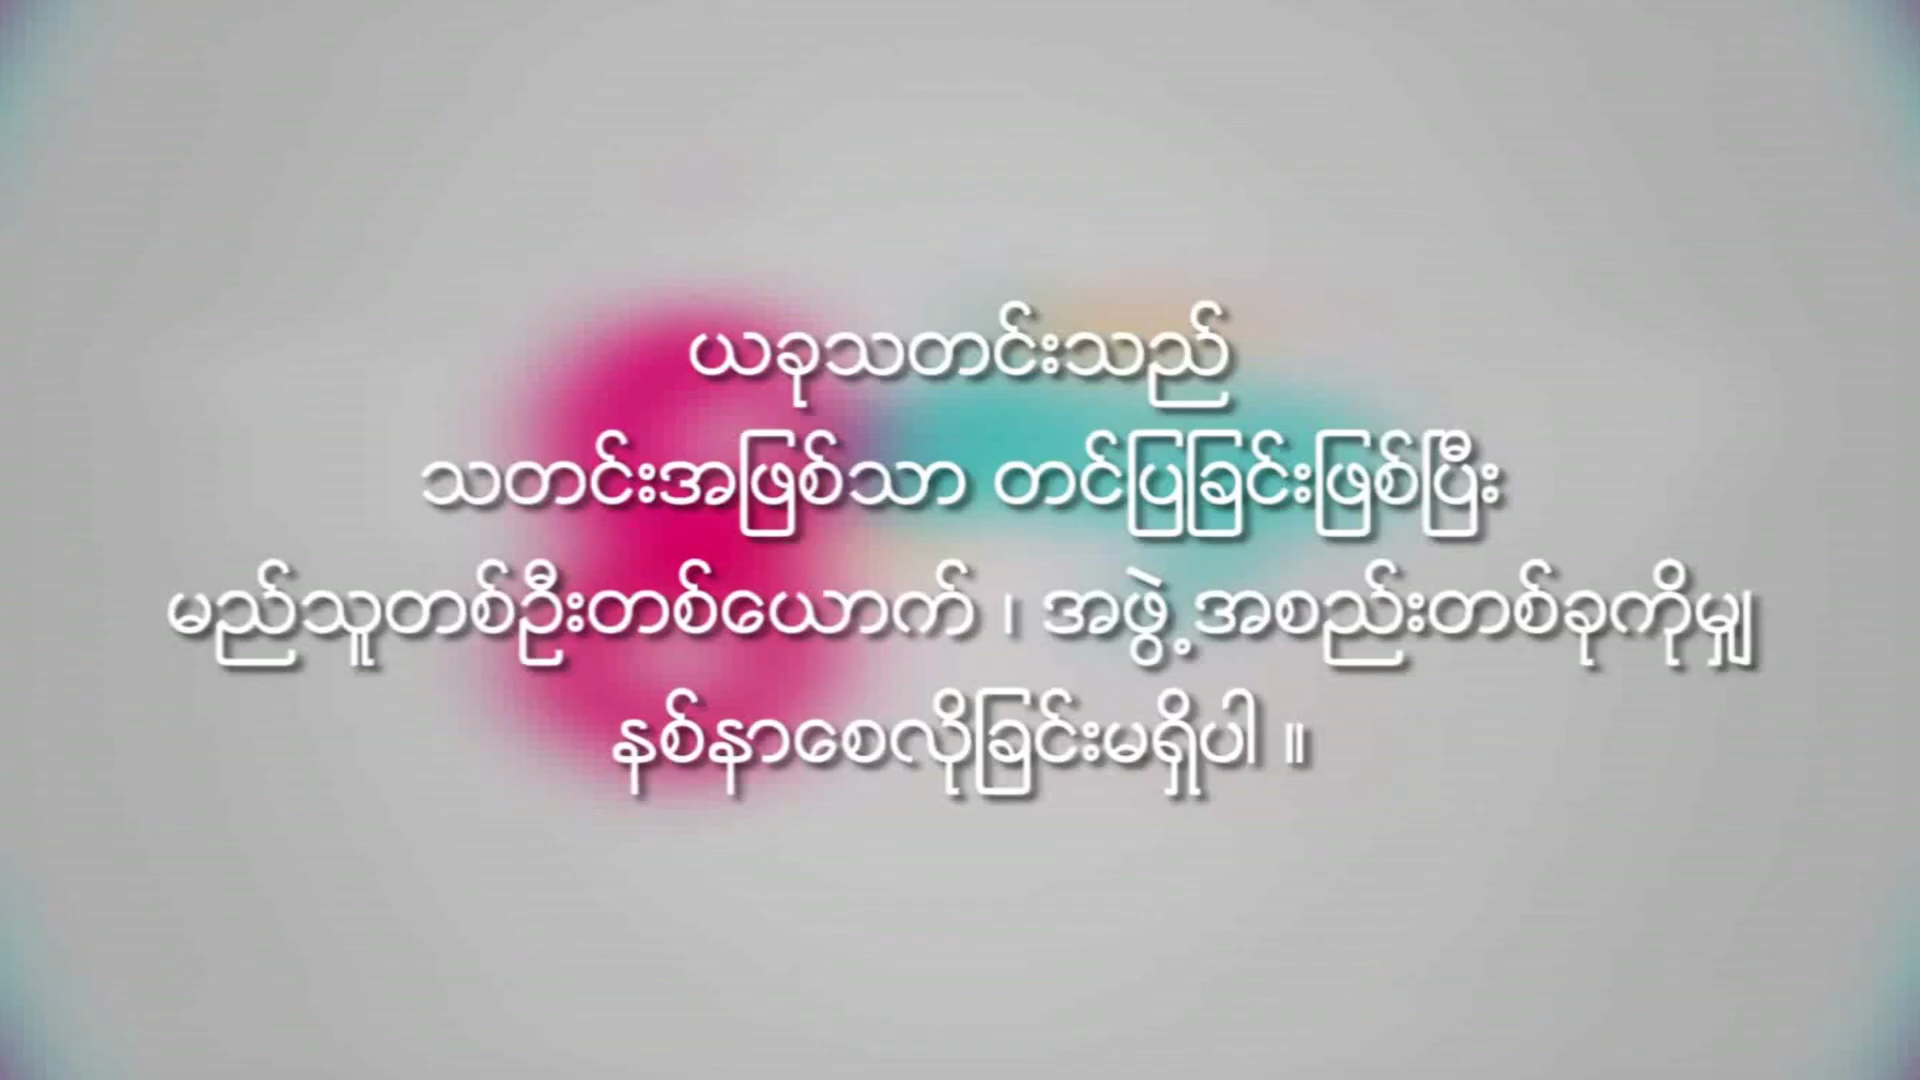 ယခုသတင်းသည်
သတင်းအဖြစ်သာ တင်ပြခြင်းဖြစ်ပြီး
မည်သူတစ်ဦးတစ်ယောက် ၊ အဖွဲ့အစည်းတစ်ခုကိုမျှ
နစ်နာစေလိုခြင်းမရှိပါ ။